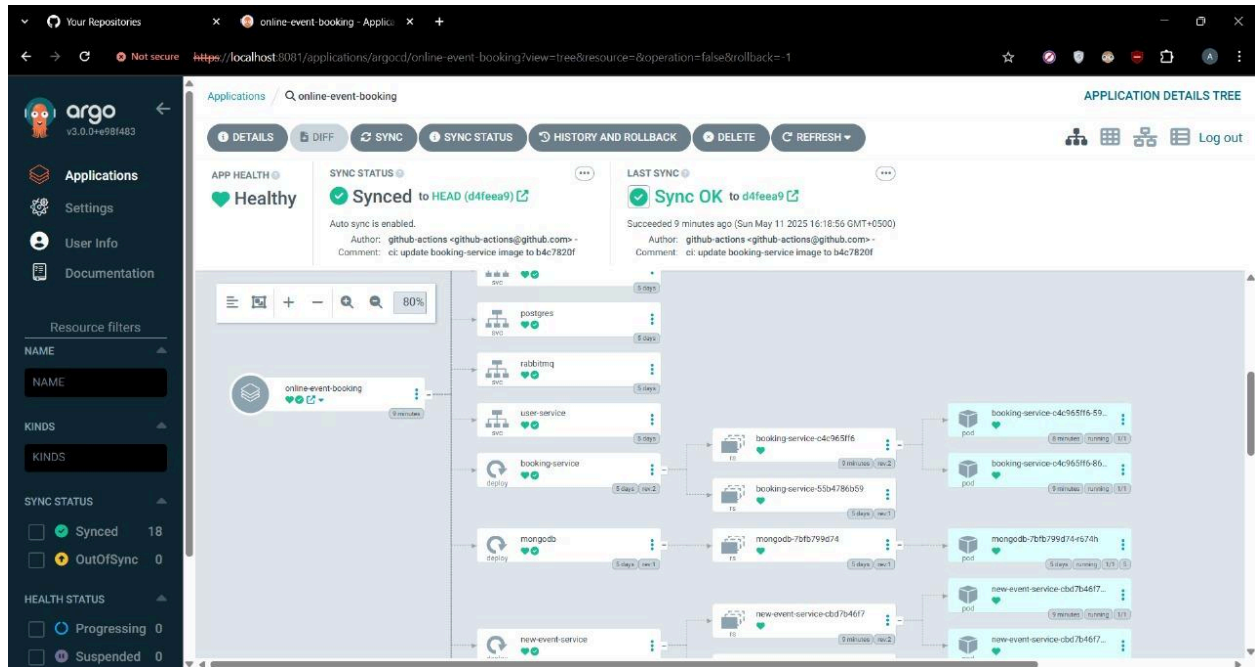 Your Repositories
online-event-booking - Applic
Not secure https://localhost:8081/applications/argocd/online-event-booking?view=tree&resource=&operation=false&rollback=-1
A
argo
v3.0.0+e98f483
Applications
Settings
User Info
Documentation
Resource filters
NAME
NAME
KINDS
KINDS
SYNC STATUS
Synced 18
OutOfSync 0
HEALTH STATUS
Progressing 0
Suspended 0
Applications / online-event-booking
APPLICATION DETAILS TREE
DETAILS DIFF SYNC SYNC STATUS HISTORY AND ROLLBACK DELETE REFRESH
Log out
APP HEALTH
Healthy
SYNC STATUS
Synced to HEAD (d4feea9)
Auto sync is enabled.
Author: github-actions <github-actions@github.com> -
Comment: ci: update booking-service image to b4c7820f
LAST SYNC
Sync OK to d4feea9
Succeeded 9 minutes ago (Sun May 11 2025 16:18:56 GMT+0500)
Author: github-actions <github-actions@github.com> -
Comment: ci: update booking-service image to b4c7820f
80%
online-event-booking
9 minutes
svc
5 days
postgres
svc
5 days
rabbitmq
svc
5 days
user-service
svc
5 days
booking-service
deploy
5 days rev:2
mongodb
deploy
5 days rev:1
new-event-service
booking-service-c4c965ff6
rs
9 minutes rev:2
booking-service-55b4786b59
rs
5 days rev:1
mongodb-7bfb799d74
rs
5 days rev:1
new-event-service-cbd7b46f7
rs
9 minutes rev:2
booking-service-c4c965ff6-59...
pod
running 1/1
booking-service-c4c965ff6-86...
pod
9 minutes running 1/1
mongodb-7bfb799d74-r674h
pod
5 days running 1/1
new-event-service-cbd7b46f7...
pod
9 minutes running 1/1
new-event-service-cbd7b46f7...
pod